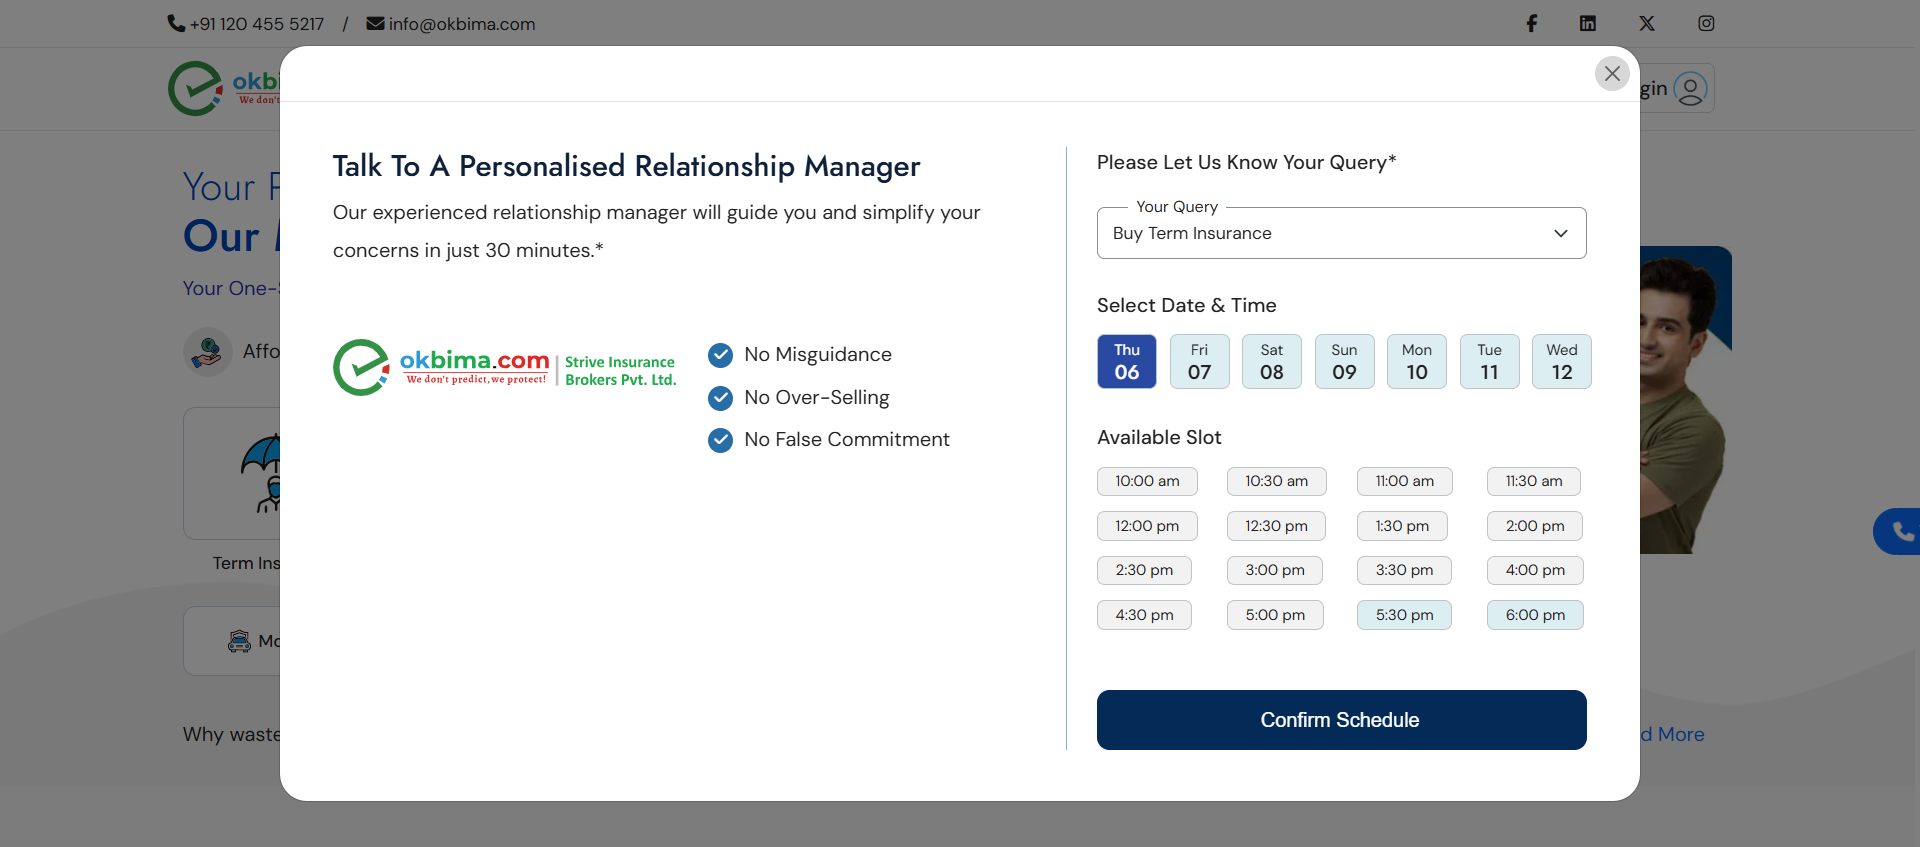 +91 120 455 5217 / info@okbima.com
okbi
We don't
gin
Your P
Our
Your One-S
Affo
Term Ins
Mo
Why waste
d More
Talk To A Personalised Relationship Manager
Our experienced relationship manager will guide you and simplify your
concerns in just 30 minutes.*
okbima.com
We don't predict, we protect!
Strive Insurance
Brokers Pvt. Ltd.
No Misguidance
No Over-Selling
No False Commitment
Please Let Us Know Your Query*
Your Query
Buy Term Insurance
Select Date & Time
Thu Fri Sat Sun Mon Tue Wed
06 07 08 09 10 11 12
Available Slot
10:00 am 10:30 am 11:00 am 11:30 am
12:00 pm 12:30 pm 1:30 pm 2:00 pm
2:30 pm 3:00 pm 3:30 pm 4:00 pm
4:30 pm 5:00 pm 5:30 pm 6:00 pm
Confirm Schedule